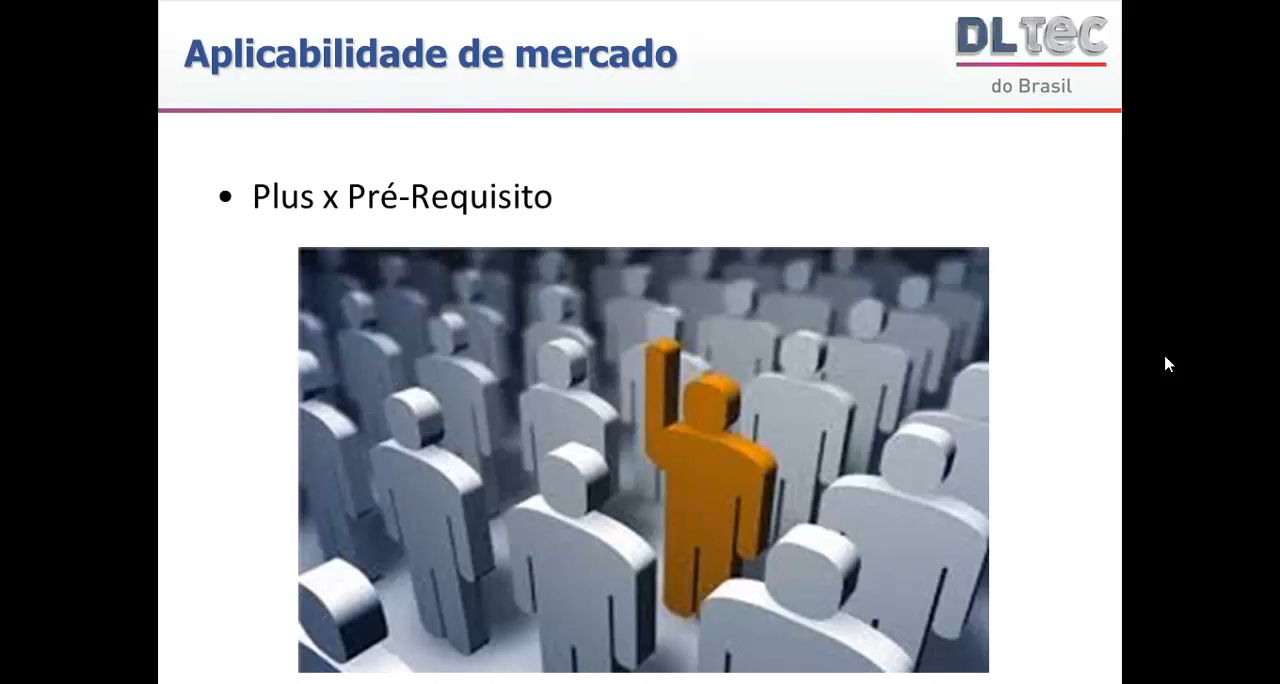 Aplicabilidade de mercado
DLTEC
do Brasil
• Plus x Pré-Requisito